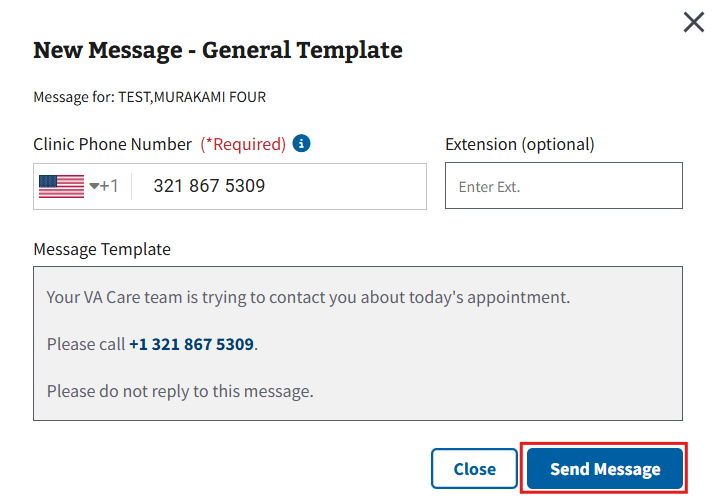 New Message - General Template
Message for: TEST,MURAKAMI FOUR
Clinic Phone Number (*Required) i
Extension (optional)
+1 321 867 5309
Enter Ext.
Message Template
Your VA Care team is trying to contact you about today's appointment.
Please call +1 321 867 5309.
Please do not reply to this message.
Close
Send Message